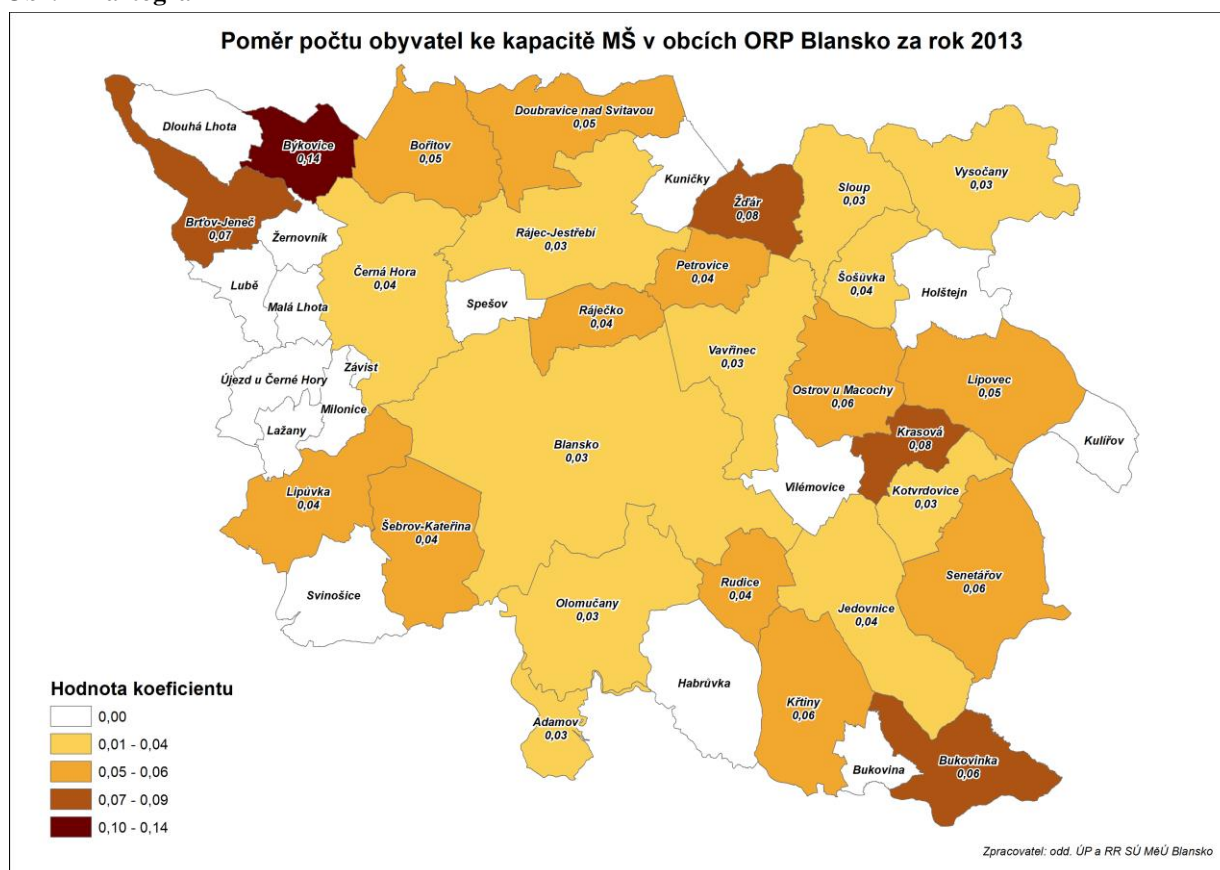 Poměr počtu obyvatel ke kapacitě MŠ v obcích ORP Blansko za rok 2013
Dlouhá Lhota
Býkovice
0,14
Bořitov
0,05
Doubravice nad Svitavou
0,05
Kuničky
Žďár
0,08
Sloup
0,03
Vysočany
0,03
Brťov-Jeneč
0,07
Žernovník
Rájec-Jestřebí
0,03
Petrovice
0,04
Šošůvka
0,04
Holštejn
Lubě
Malá Lhota
Černá Hora
0,04
Spešov
Ráječko
0,04
Vavřinec
0,03
Ostrov u Macochy
0,06
Lipovec
0,05
Závist
Újezd u Černé Hory
Milonice
Lažany
Blansko
0,03
Krasová
0,08
Kulířov
Vilémovice
Kotvrdovice
0,03
Lipůvka
0,04
Šebrov-Kateřina
0,04
Svinošice
Olomučany
0,03
Rudice
0,04
Jedovnice
0,04
Senetářov
0,06
Habrůvka
Křtiny
0,06
Adamov
0,03
Bukovina
Bukovinka
0,06
Hodnota koeficientu
0,00
0,01 - 0,04
0,05 - 0,06
0,07 - 0,09
0,10 - 0,14
Zpracovatel: odd. ÚP a RR SÚ MěÚ Blansko